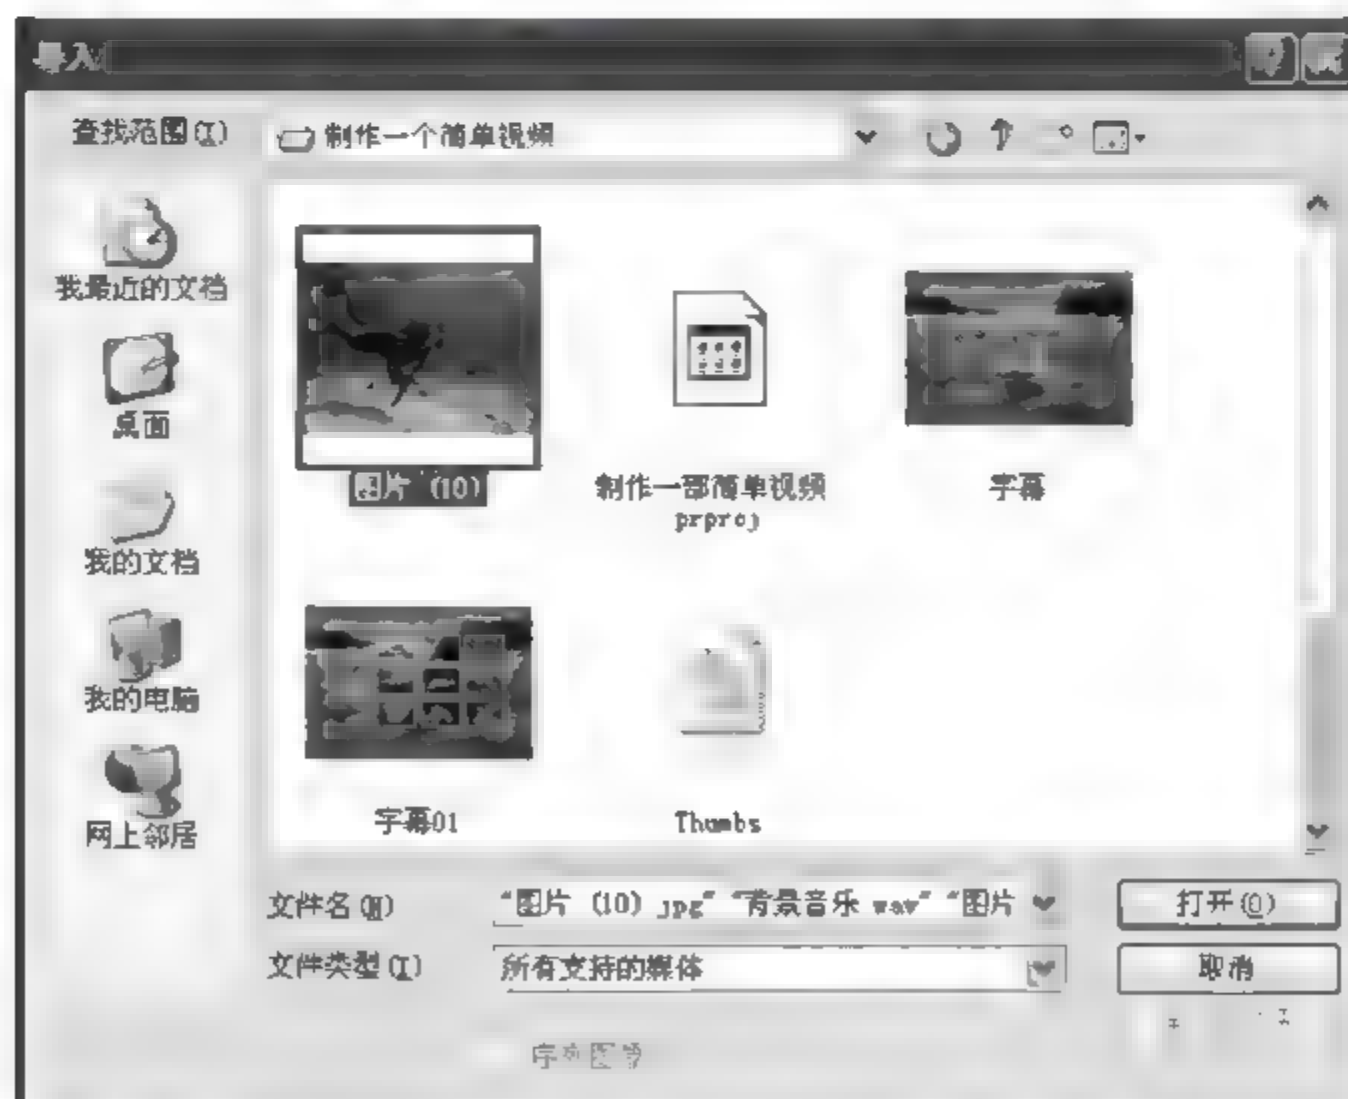 导入
查找范围(I)
制作一个简单视频
我最近的文档
桌面
我的文档
我的电脑
网上邻居
图片 (10)
制作一部简单视频
prproj
字幕
字幕01
Thumbs
文件名(N)
"图片 (10) jpg" "背景音乐 wav" "图片
打开(O)
文件类型(T)
所有支持的媒体
取消